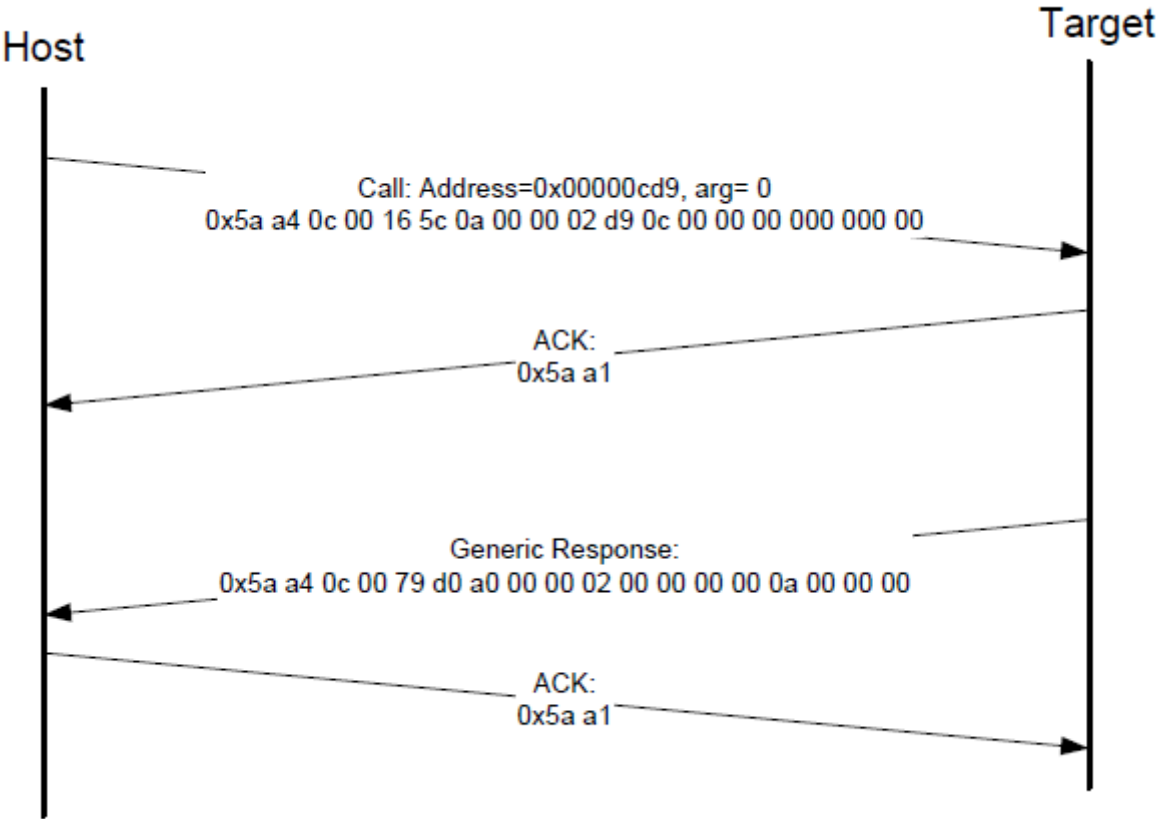 Host
Target
Call: Address=0x00000cd9, arg= 0
0x5a a4 0c 00 16 5c 0a 00 00 02 d9 0c 00 00 00 000 000 00
ACK:
0x5a a1
Generic Response:
0x5a a4 0c 00 79 d0 a0 00 00 02 00 00 00 00 0a 00 00 00
ACK:
0x5a a1